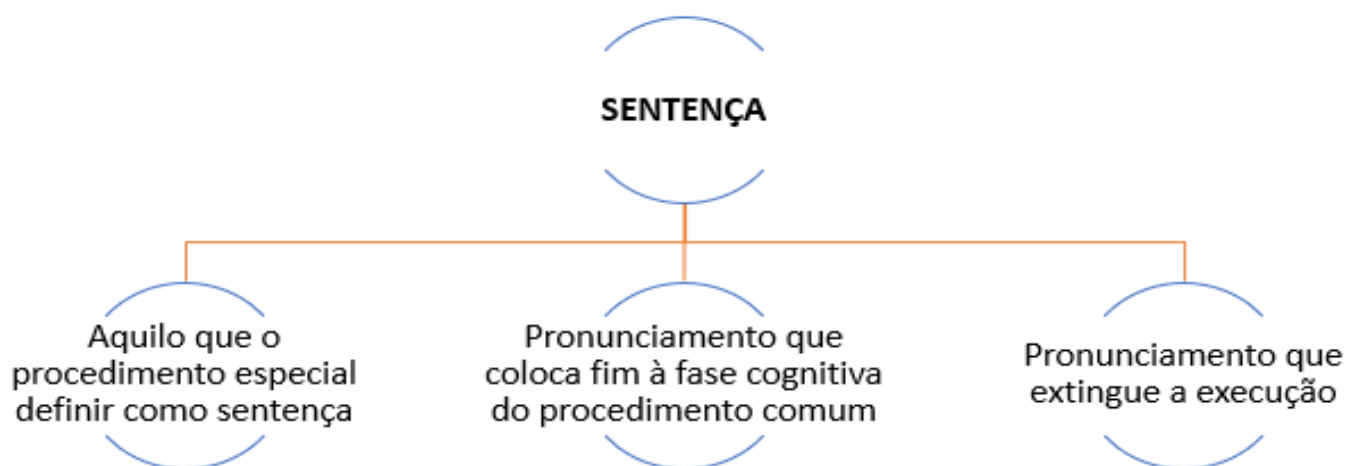 SENTENÇA
Aquilo que o
procedimento especial
definir como sentença
Pronunciamento que
coloca fim à fase cognitiva
do procedimento comum
Pronunciamento que
extingue a execução